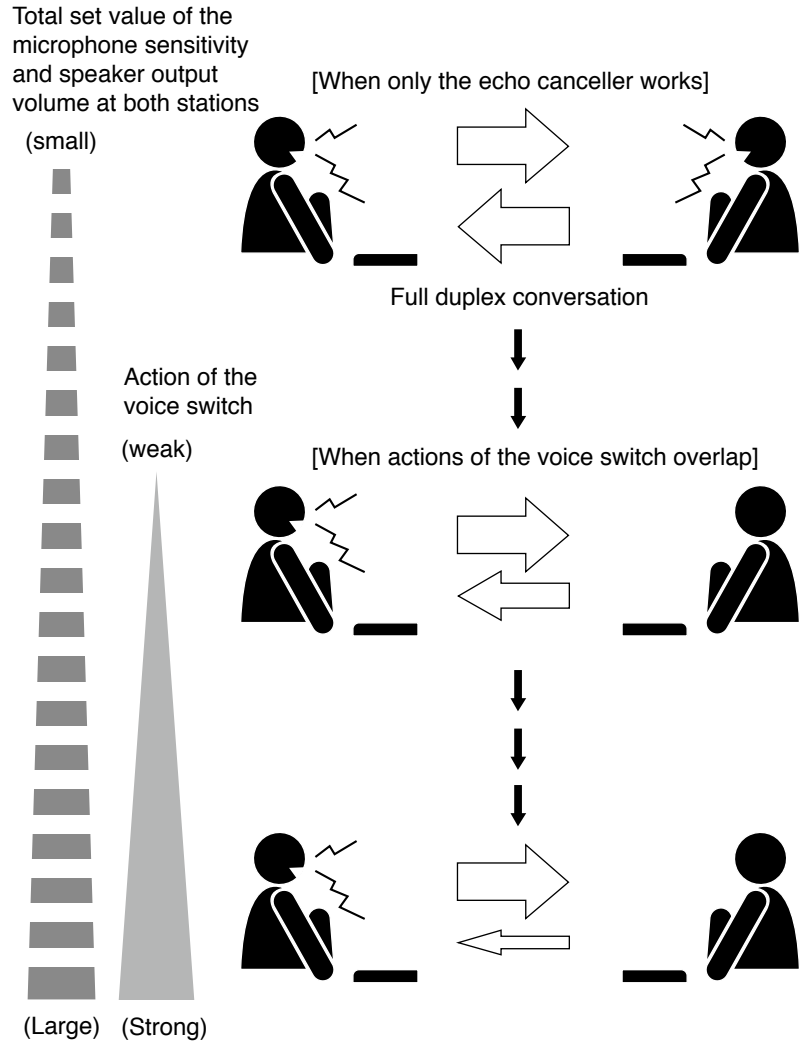 Total set value of the
microphone sensitivity
and speaker output
volume at both stations
(small)
[When only the echo canceller works]
Full duplex conversation
Action of the
voice switch
(weak)
[When actions of the voice switch overlap]
(Large)
(Strong)